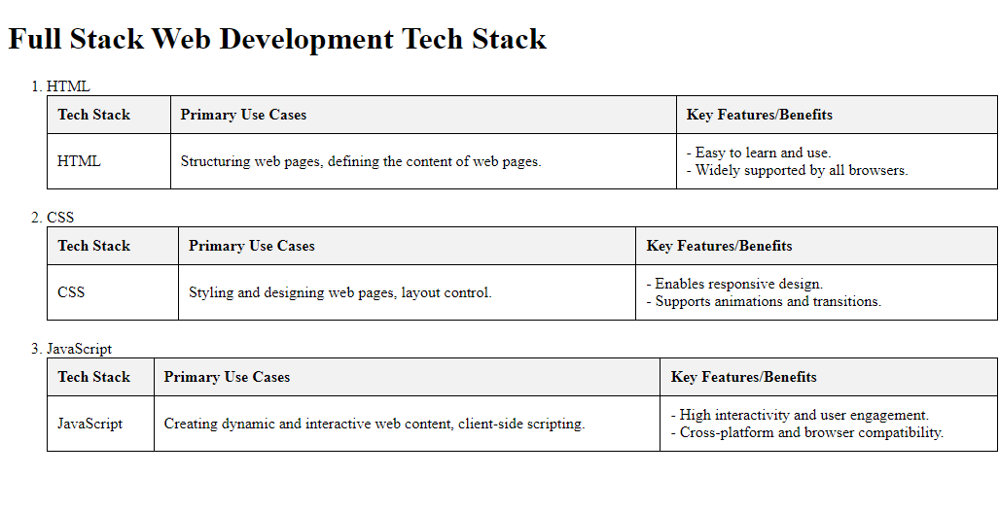 Full Stack Web Development Tech Stack
1. HTML
Tech Stack Primary Use Cases Key Features/Benefits
HTML Structuring web pages, defining the content of web pages. - Easy to learn and use.
- Widely supported by all browsers.
2. CSS
Tech Stack Primary Use Cases Key Features/Benefits
CSS Styling and designing web pages, layout control. - Enables responsive design.
- Supports animations and transitions.
3. JavaScript
Tech Stack Primary Use Cases Key Features/Benefits
JavaScript Creating dynamic and interactive web content, client-side scripting. - High interactivity and user engagement.
- Cross-platform and browser compatibility.